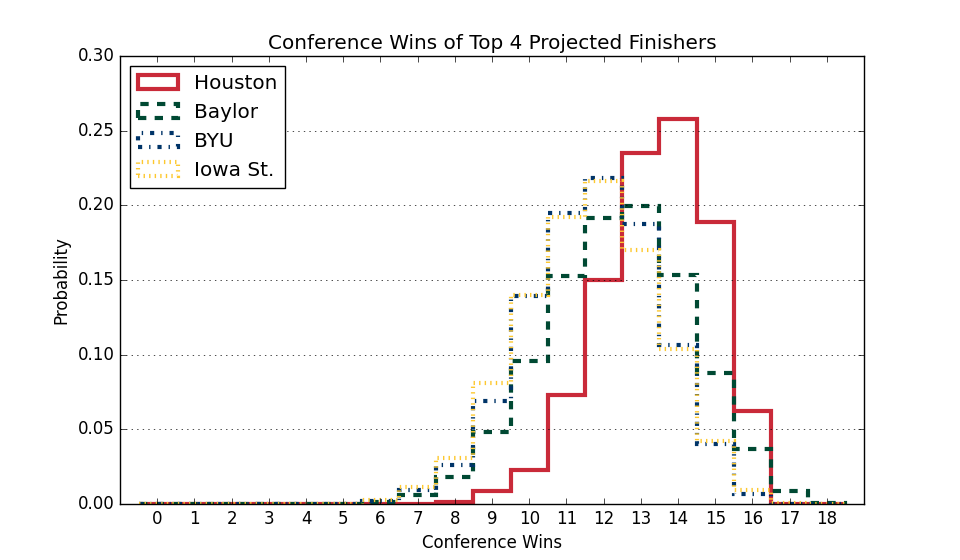 Conference Wins of Top 4 Projected Finishers
0.30
0.25
0.20
0.15
0.10
0.05
0.00
Probability
Houston
Baylor
BYU
Iowa St.
0 1 2 3 4 5 6 7 8 9 10 11 12 13 14 15 16 17 18
Conference Wins